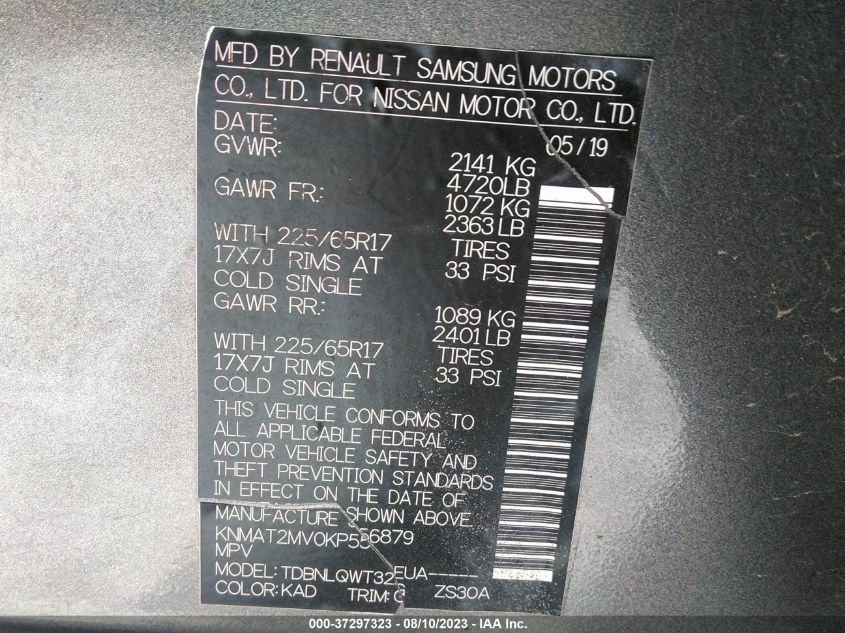 MFD BY RENAULT SAMSUNG MOTORS
CO., LTD. FOR NISSAN MOTOR CO., LTD.
DATE: 05/19
GVWR: 2141 KG
4720LB
GAWR FR.: 1072 KG
2363LB
WITH 225/65R17 TIRES
17X7J RIMS AT 33 PSI
COLD SINGLE
GAWR RR.: 1089 KG
2401LB
WITH 225/65R17 TIRES
17X7J RIMS AT 33 PSI
COLD SINGLE
THIS VEHICLE CONFORMS TO
ALL APPLICABLE FEDERAL
MOTOR VEHICLE SAFETY AND
THEFT PREVENTION STANDARDS
IN EFFECT ON THE DATE OF
MANUFACTURE SHOWN ABOVE
KNMAT2MV0KP556879
MPV
MODEL: TDBNLQWT32EUA-----
COLOR: KAD TRIM: ZS30A
000-37297323 - 08/10/2023 - IAA Inc.